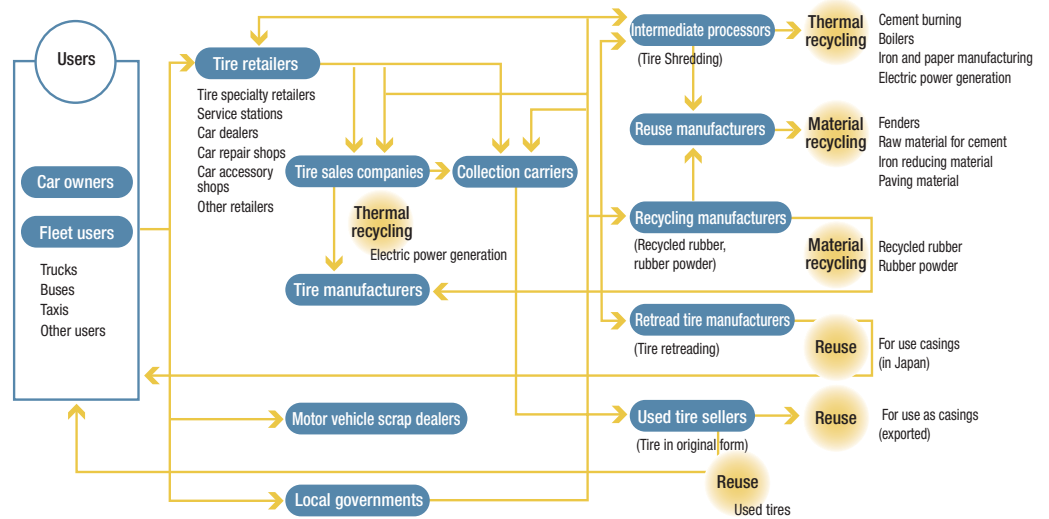 Users
Car owners
Fleet users
Trucks
Buses
Taxis
Other users
Tire retailers
Tire specialty retailers
Service stations
Car dealers
Car repair shops
Car accessory
shops
Other retailers
Tire sales companies
Collection carriers
Thermal
recycling
Electric power generation
Tire manufacturers
Motor vehicle scrap dealers
Local governments
Intermediate processors
(Tire Shredding)
Thermal
recycling
Cement burning
Boilers
Iron and paper manufacturing
Electric power generation
Reuse manufacturers
Material
recycling
Fenders
Raw material for cement
Iron reducing material
Paving material
Recycling manufacturers
(Recycled rubber,
rubber powder)
Material
recycling
Recycled rubber
Rubber powder
Retread tire manufacturers
(Tire retreading)
Reuse
For use casings
(in Japan)
Used tire sellers
(Tire in original form)
Reuse
For use as casings
(exported)
Reuse
Used tires